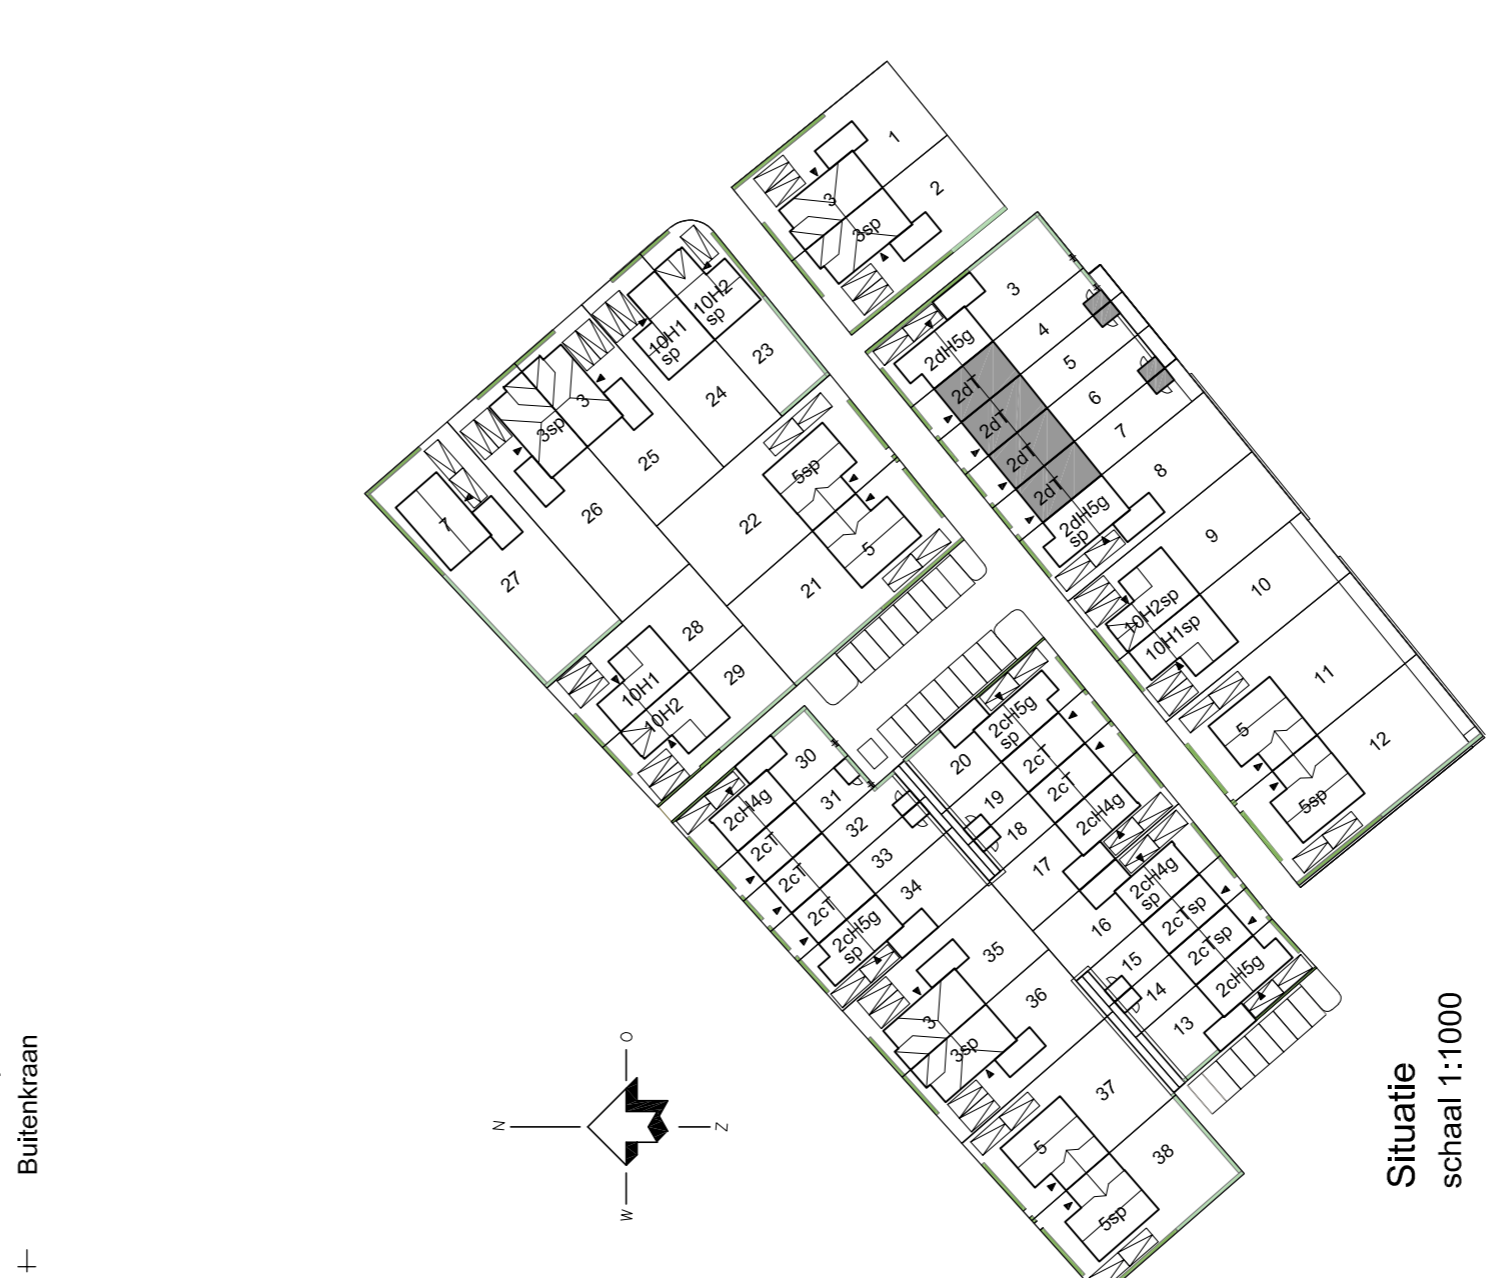 1
2
3
3sp
3
4
5
6
7
8
9
10
11
12
2dH5g
2dT
2dT
2dT
2dT
2dH5g
sp
10H2sp
10H1sp
5
5sp
10H2
sp
10H1
sp
23
24
3
3sp
25
26
7
27
5sp
5
22
21
28
29
10H1
10H2
30
31
32
33
34
2cH4g
2cT
2cT
2cT
2cH5g
sp
20
19
18
17
2cH5g
sp
2cT
2cT
2cH4g
16
15
14
13
2cH4g
sp
2cTsp
2cTsp
2cH5g
35
36
3
3sp
37
38
5
5sp
N
O
Z
W
Buitenkraan
Situatie
schaal 1:1000